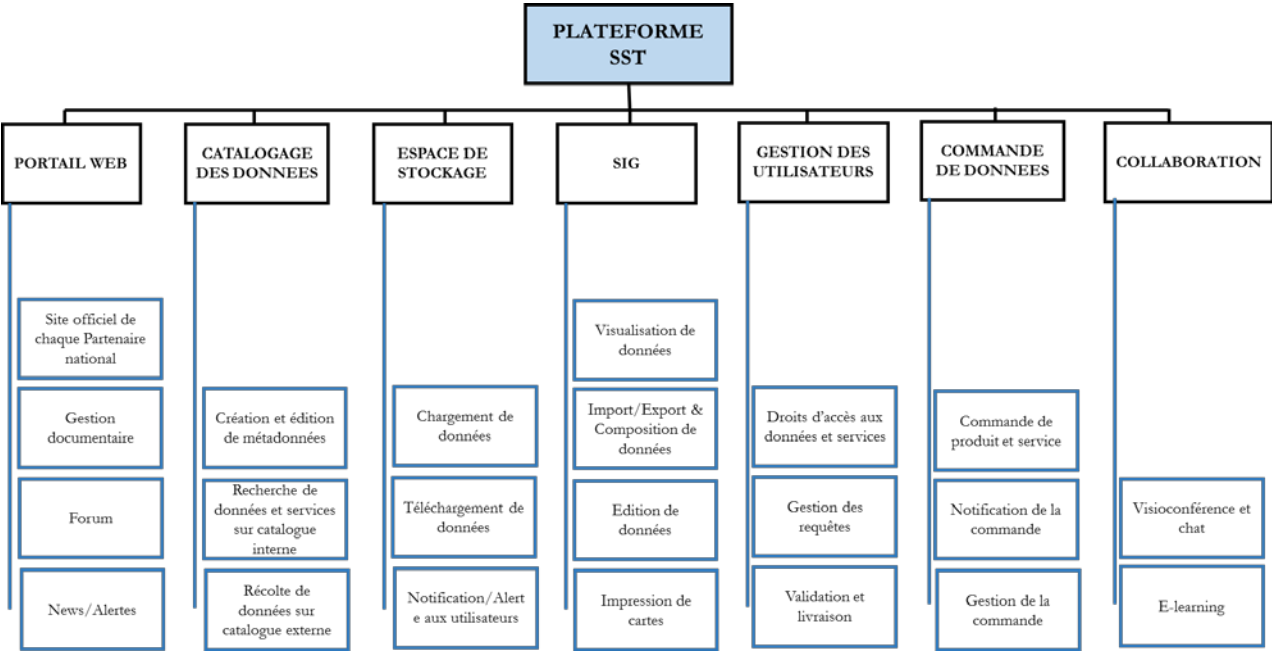 PLATEFORME
SST
PORTAIL WEB
CATALOGAGE
DES DONNEES
ESPACE DE
STOCKAGE
SIG
GESTION DES
UTILISATEURS
COMMANDE
DE DONNEES
COLLABORATION
Site officiel de
chaque Partenaire
national
Gestion
documentaire
Forum
News/Alertes
Création et édition
de métadonnées
Recherche de
données et services
sur catalogue
interne
Récolte de
données sur
catalogue externe
Chargement de
données
Téléchargement de
données
Notification/Alert
e aux utilisateurs
Visualisation de
données
Import/Export &
Composition de
données
Edition de
données
Impression de
cartes
Droits d'accès aux
données et services
Gestion des
requêtes
Validation et
livraison
Commande de
produit et service
Notification de la
commande
Gestion de la
commande
Visioconférence et
chat
E-learning